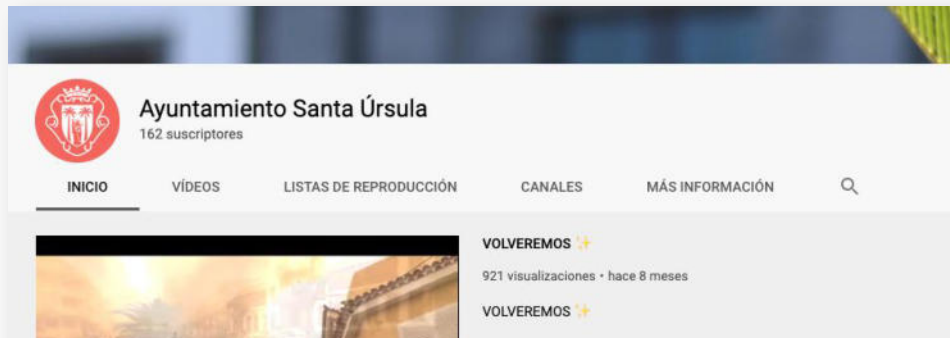 Ayuntamiento Santa Úrsula
162 suscriptores
INICIO VÍDEOS LISTAS DE REPRODUCCIÓN CANALES MÁS INFORMACIÓN
VOLVEREMOS ✨
921 visualizaciones • hace 8 meses
VOLVEREMOS ✨